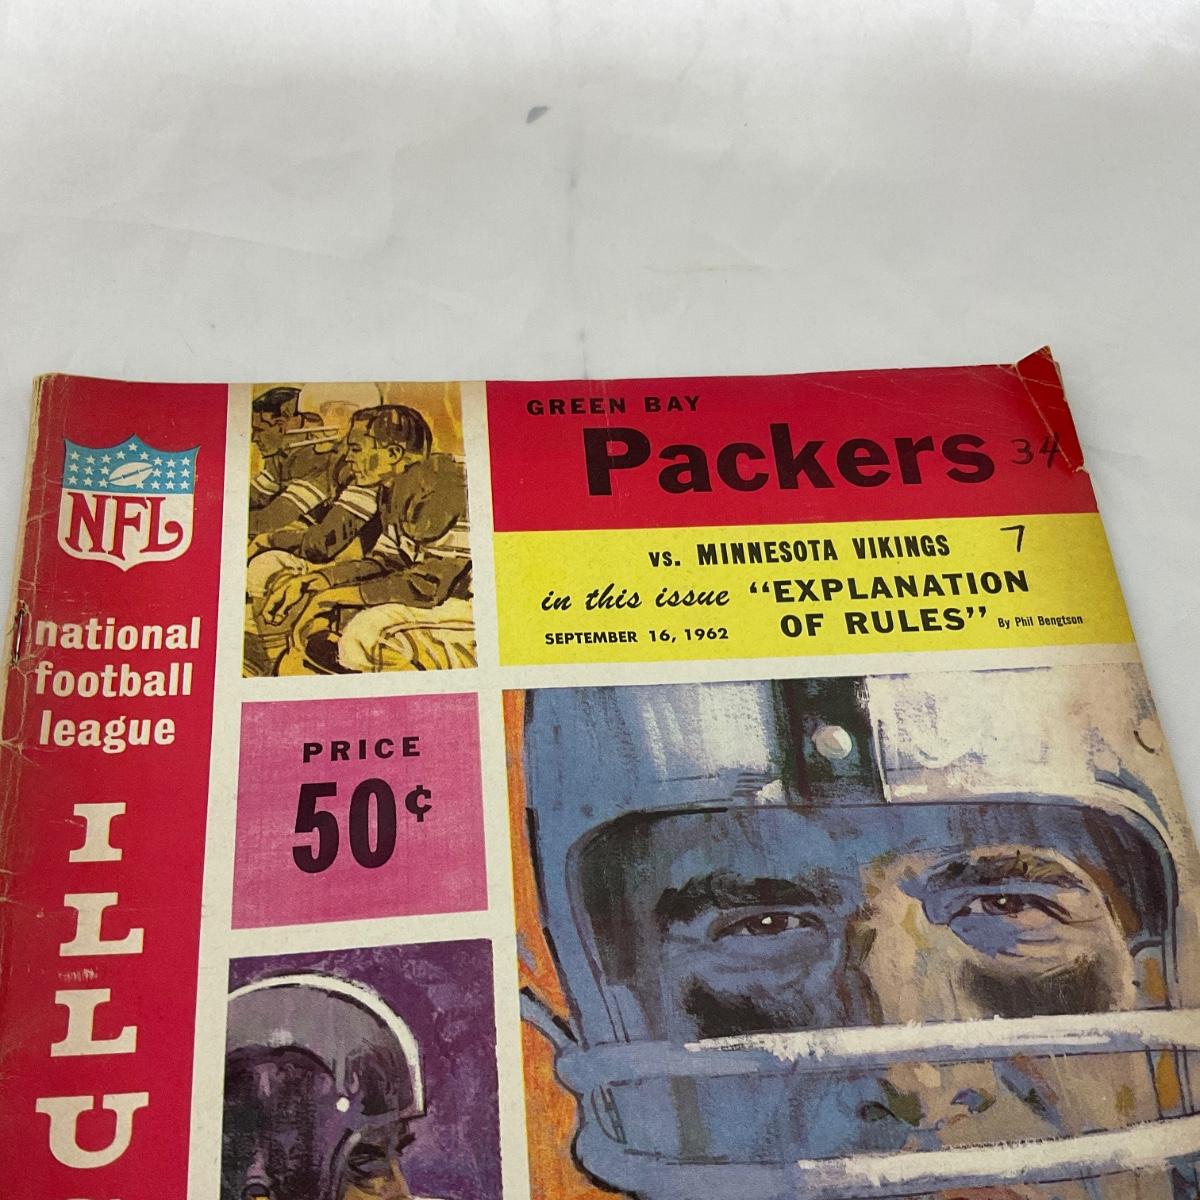 NFL
national
football
league
I
L
L
U
PRICE
50¢
GREEN BAY
Packers 34
vs. MINNESOTA VIKINGS 7
in this issue "EXPLANATION
OF RULES" By Phil Bengtson
SEPTEMBER 16, 1962